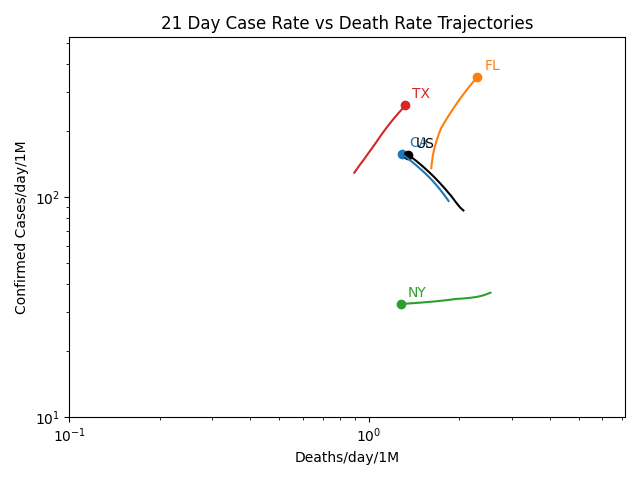 21 Day Case Rate vs Death Rate Trajectories
FL
TX
CA
US
NY
Confirmed Cases/day/1M
10²
10¹
10⁻¹
10⁰
Deaths/day/1M